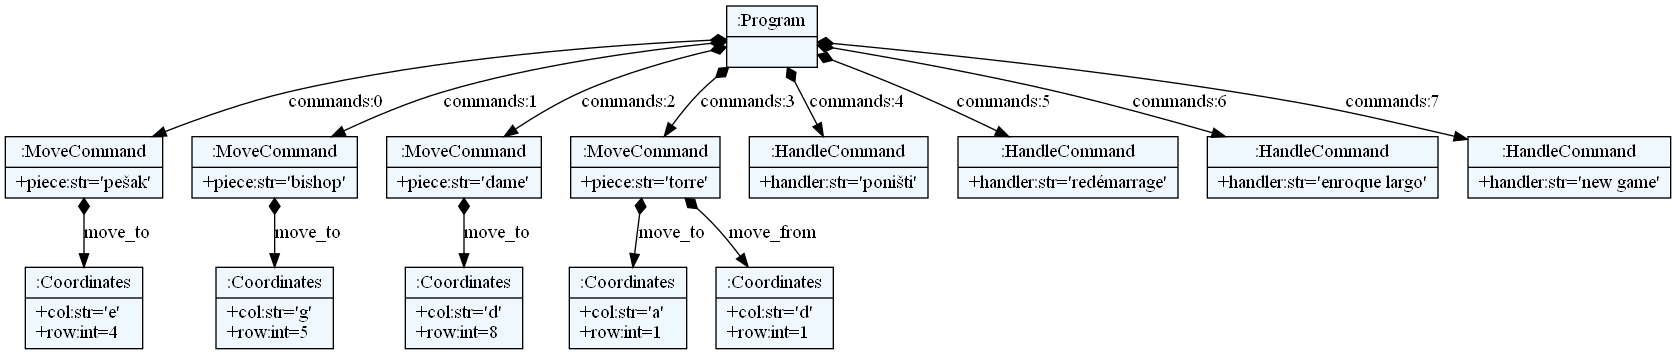 :Program
commands:0
commands:1
commands:2
commands:3
commands:4
commands:5
commands:6
commands:7
:MoveCommand
+piece:str='pešak'
:MoveCommand
+piece:str='bishop'
:MoveCommand
+piece:str='dame'
:MoveCommand
+piece:str='torre'
:HandleCommand
+handler:str='poništi'
:HandleCommand
+handler:str='redémarrage'
:HandleCommand
+handler:str='enroque largo'
:HandleCommand
+handler:str='new game'
move_to
move_to
move_to
move_to
move_from
:Coordinates
+col:str='e'
+row:int=4
:Coordinates
+col:str='g'
+row:int=5
:Coordinates
+col:str='d'
+row:int=8
:Coordinates
+col:str='a'
+row:int=1
:Coordinates
+col:str='d'
+row:int=1